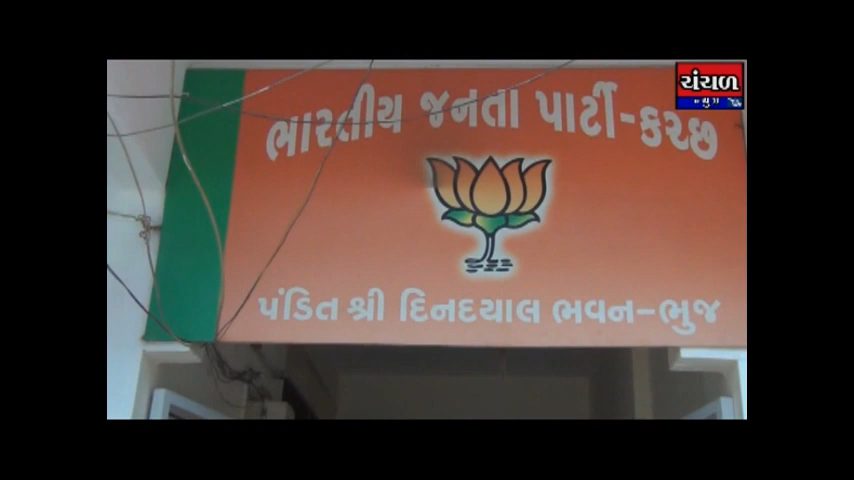 ચંચળ
ન્યુઝ
ભારતીય જનતા પાર્ટી-કચ્છ
પંડિત શ્રી દિનદયાલ ભવન-ભુજ